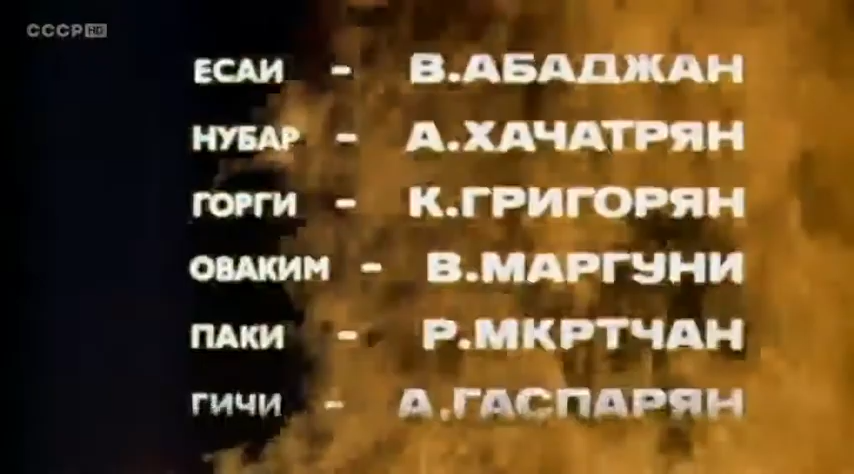 СССР HD
ЕСАИ - В.АБАДЖАН
НУБАР - А.ХАЧАТРЯН
ГОРГИ - К.ГРИГОРЯН
ОВАКИМ - В.МАРГУНИ
ПАКИ - Р.МКРТЧАН
ГИЧИ - А.ГАСПАРЯН